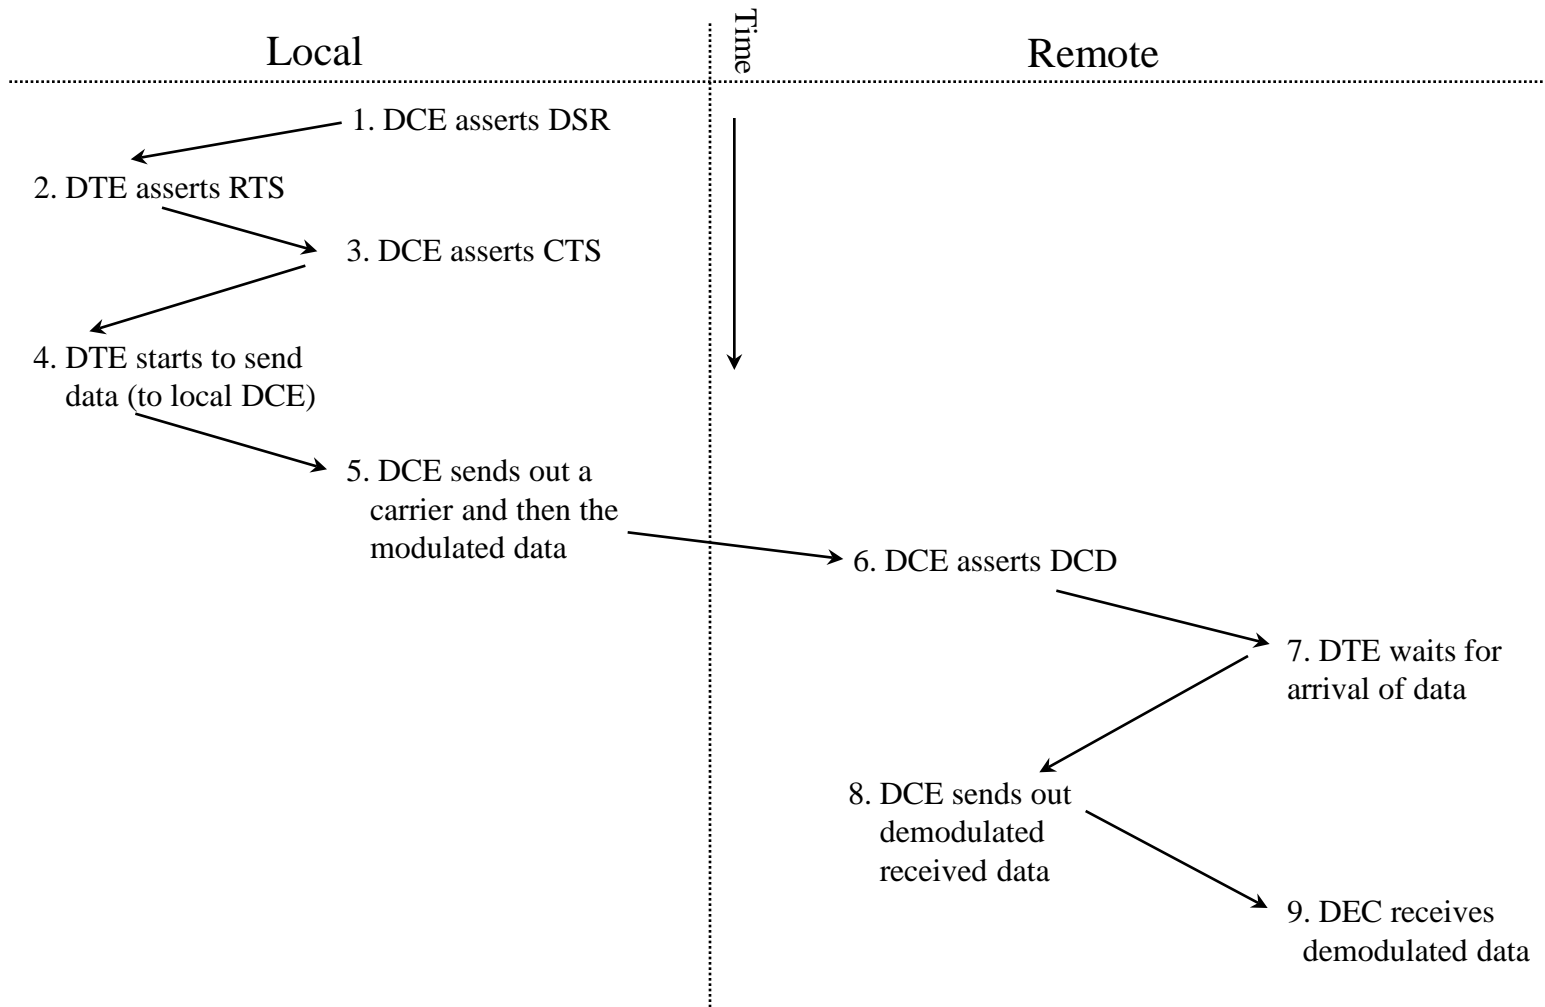 Local
Time
Remote
1. DCE asserts DSR
2. DTE asserts RTS
3. DCE asserts CTS
4. DTE starts to send
data (to local DCE)
5. DCE sends out a
carrier and then the
modulated data
6. DCE asserts DCD
7. DTE waits for
arrival of data
8. DCE sends out
demodulated
received data
9. DEC receives
demodulated data